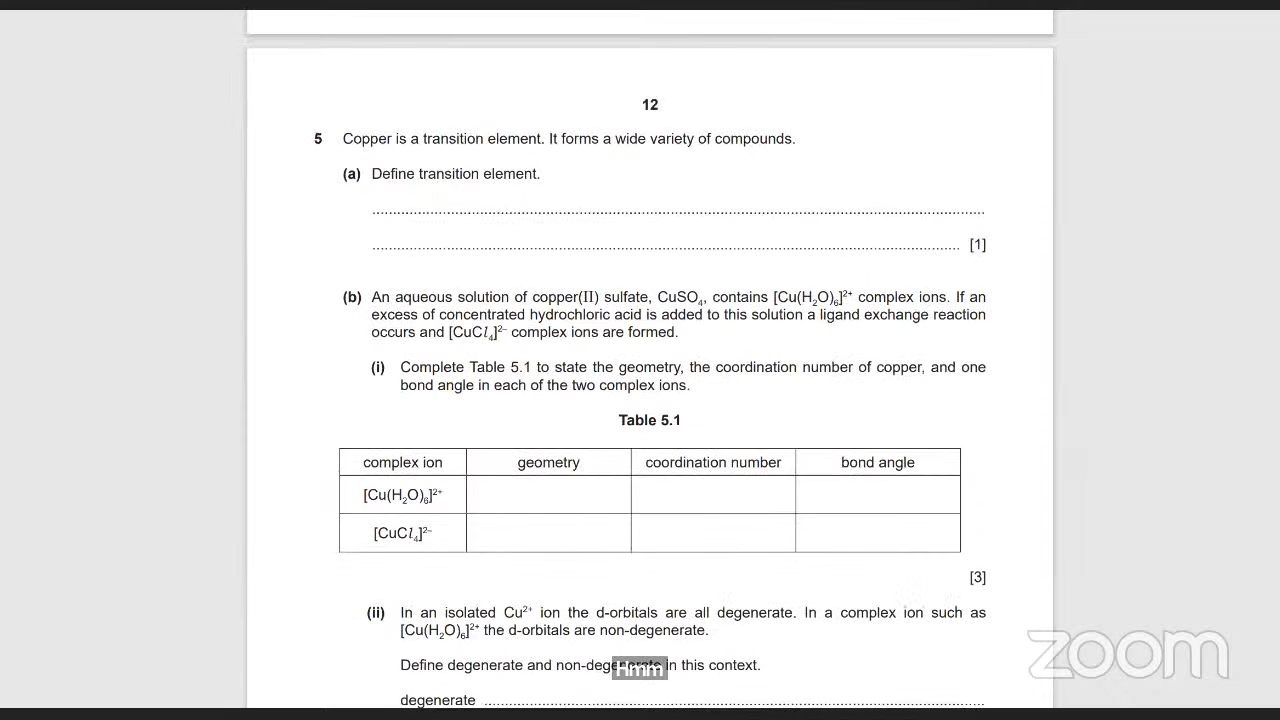 12
5 Copper is a transition element. It forms a wide variety of compounds.
(a) Define transition element.
[1]
(b) An aqueous solution of copper(II) sulfate, CuSO₄, contains [Cu(H₂O)₆]²⁺ complex ions. If an
excess of concentrated hydrochloric acid is added to this solution a ligand exchange reaction
occurs and [CuCl₄]²⁻ complex ions are formed.
(i) Complete Table 5.1 to state the geometry, the coordination number of copper, and one
bond angle in each of the two complex ions.
Table 5.1
complex ion geometry coordination number bond angle
[Cu(H₂O)₆]²⁺
[CuCl₄]²⁻
[3]
(ii) In an isolated Cu²⁺ ion the d-orbitals are all degenerate. In a complex ion such as
[Cu(H₂O)₆]²⁺ the d-orbitals are non-degenerate.
Define degenerate and non-degenerate in this context.
Hmm
degenerate
zoom